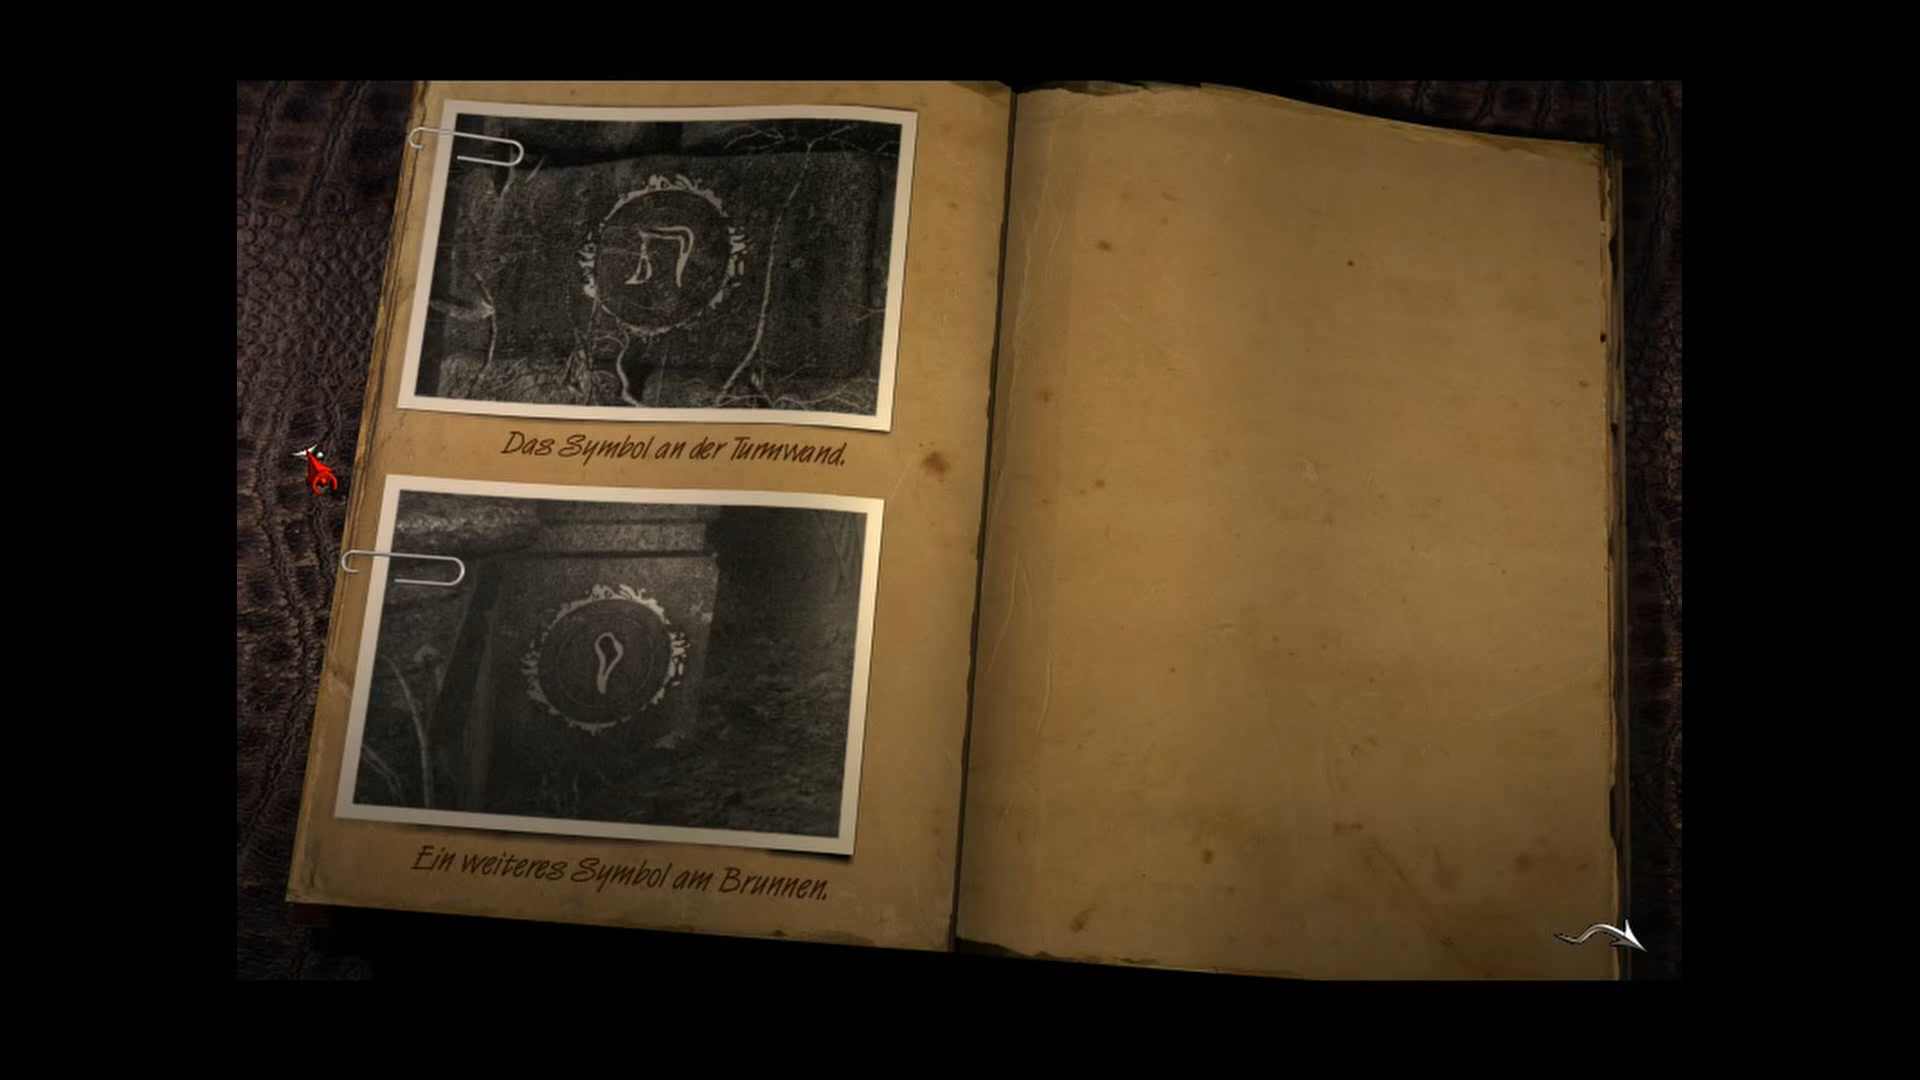 ת
Das Symbol an der Turmwand.
י
Ein weiteres Symbol am Brunnen.